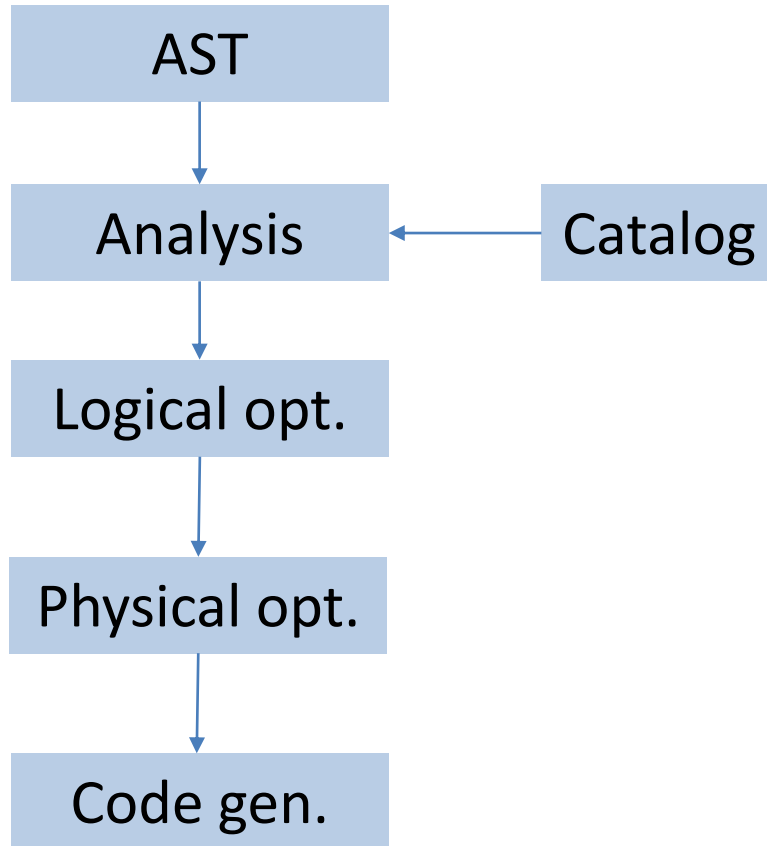 AST
Analysis
Catalog
Logical opt.
Physical opt.
Code gen.